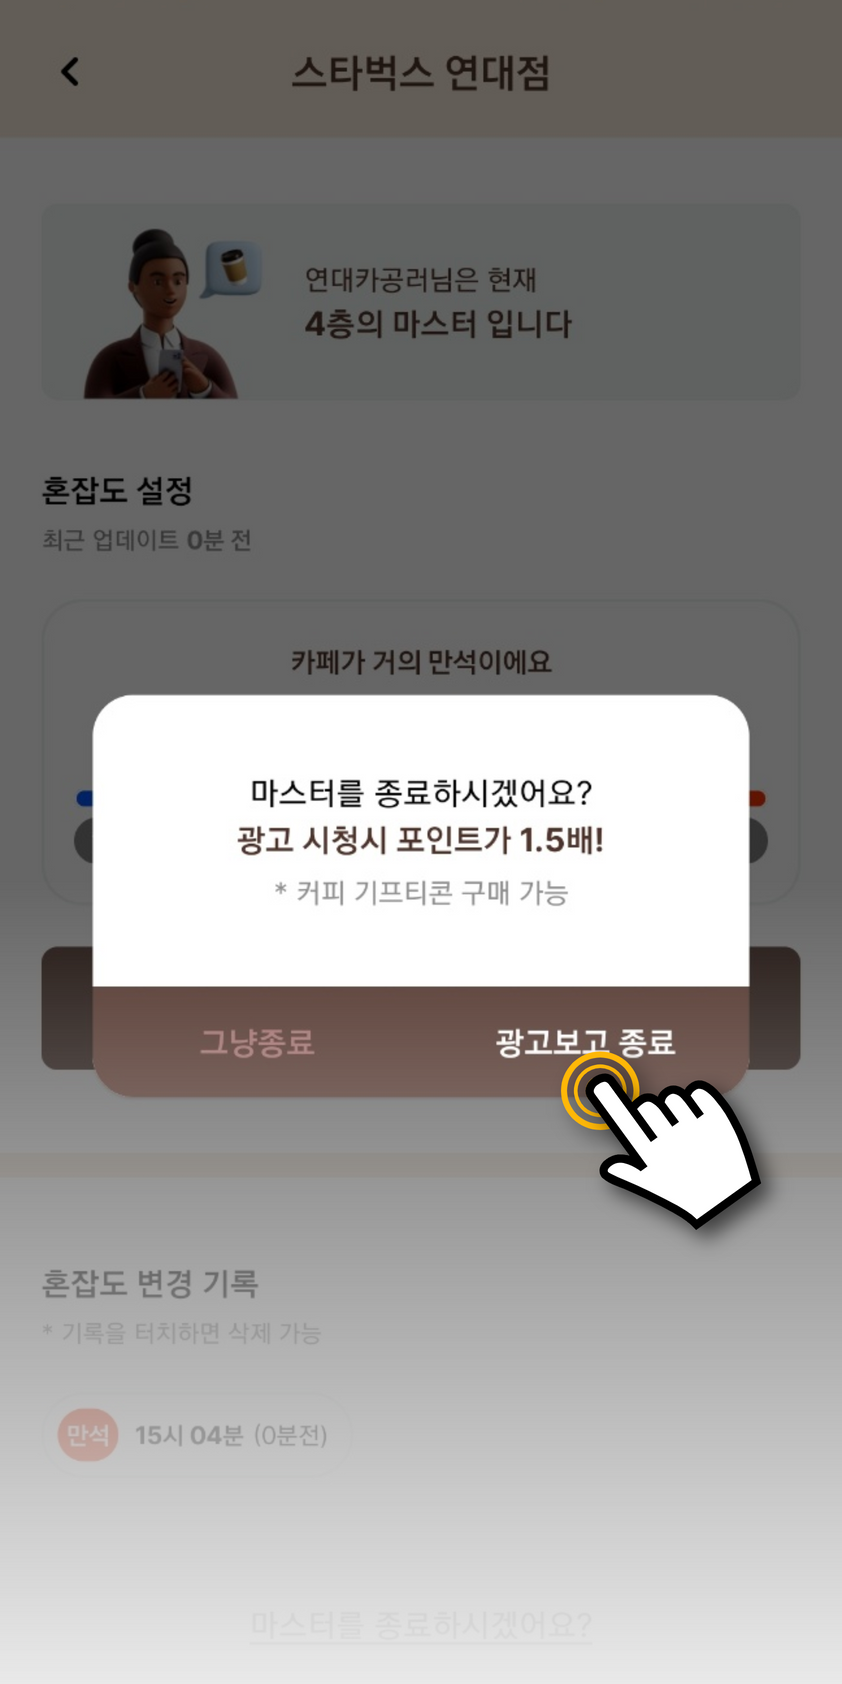 스타벅스 연대점
연대카공러님은 현재
4층의 마스터 입니다
혼잡도 설정
최근 업데이트 0분 전
카페가 거의 만석이에요
마스터를 종료하시겠어요?
광고 시청시 포인트가 1.5배!
* 커피 기프티콘 구매 가능
그냥종료
광고보고 종료
혼잡도 변경 기록
* 기록을 터치하면 삭제 가능
만석 15시 04분 (0분전)
마스터를 종료하시겠어요?